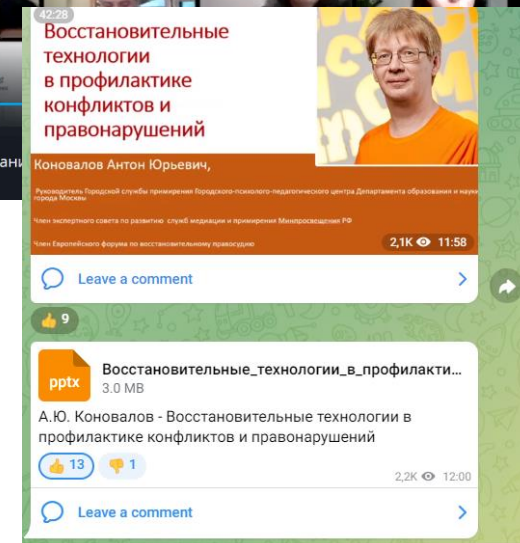 42:28
Восстановительные
технологии
в профилактике
конфликтов и
правонарушений
ани
Коновалов Антон Юрьевич,
Руководитель Городской службы примирения Городского психолого-педагогического центра Департамента образования и науки
города Москвы
Член экспертного совета по развитию служб медиации и примирения Минпросвещения РФ
Член Европейского форума по восстановительному правосудию
2,1K 11:58
Leave a comment
9
pptx
Восстановительные_технологии_в_профилакти...
3.0 MB
А.Ю. Коновалов - Восстановительные технологии в
профилактике конфликтов и правонарушений
13 1
2,2K 12:00
Leave a comment